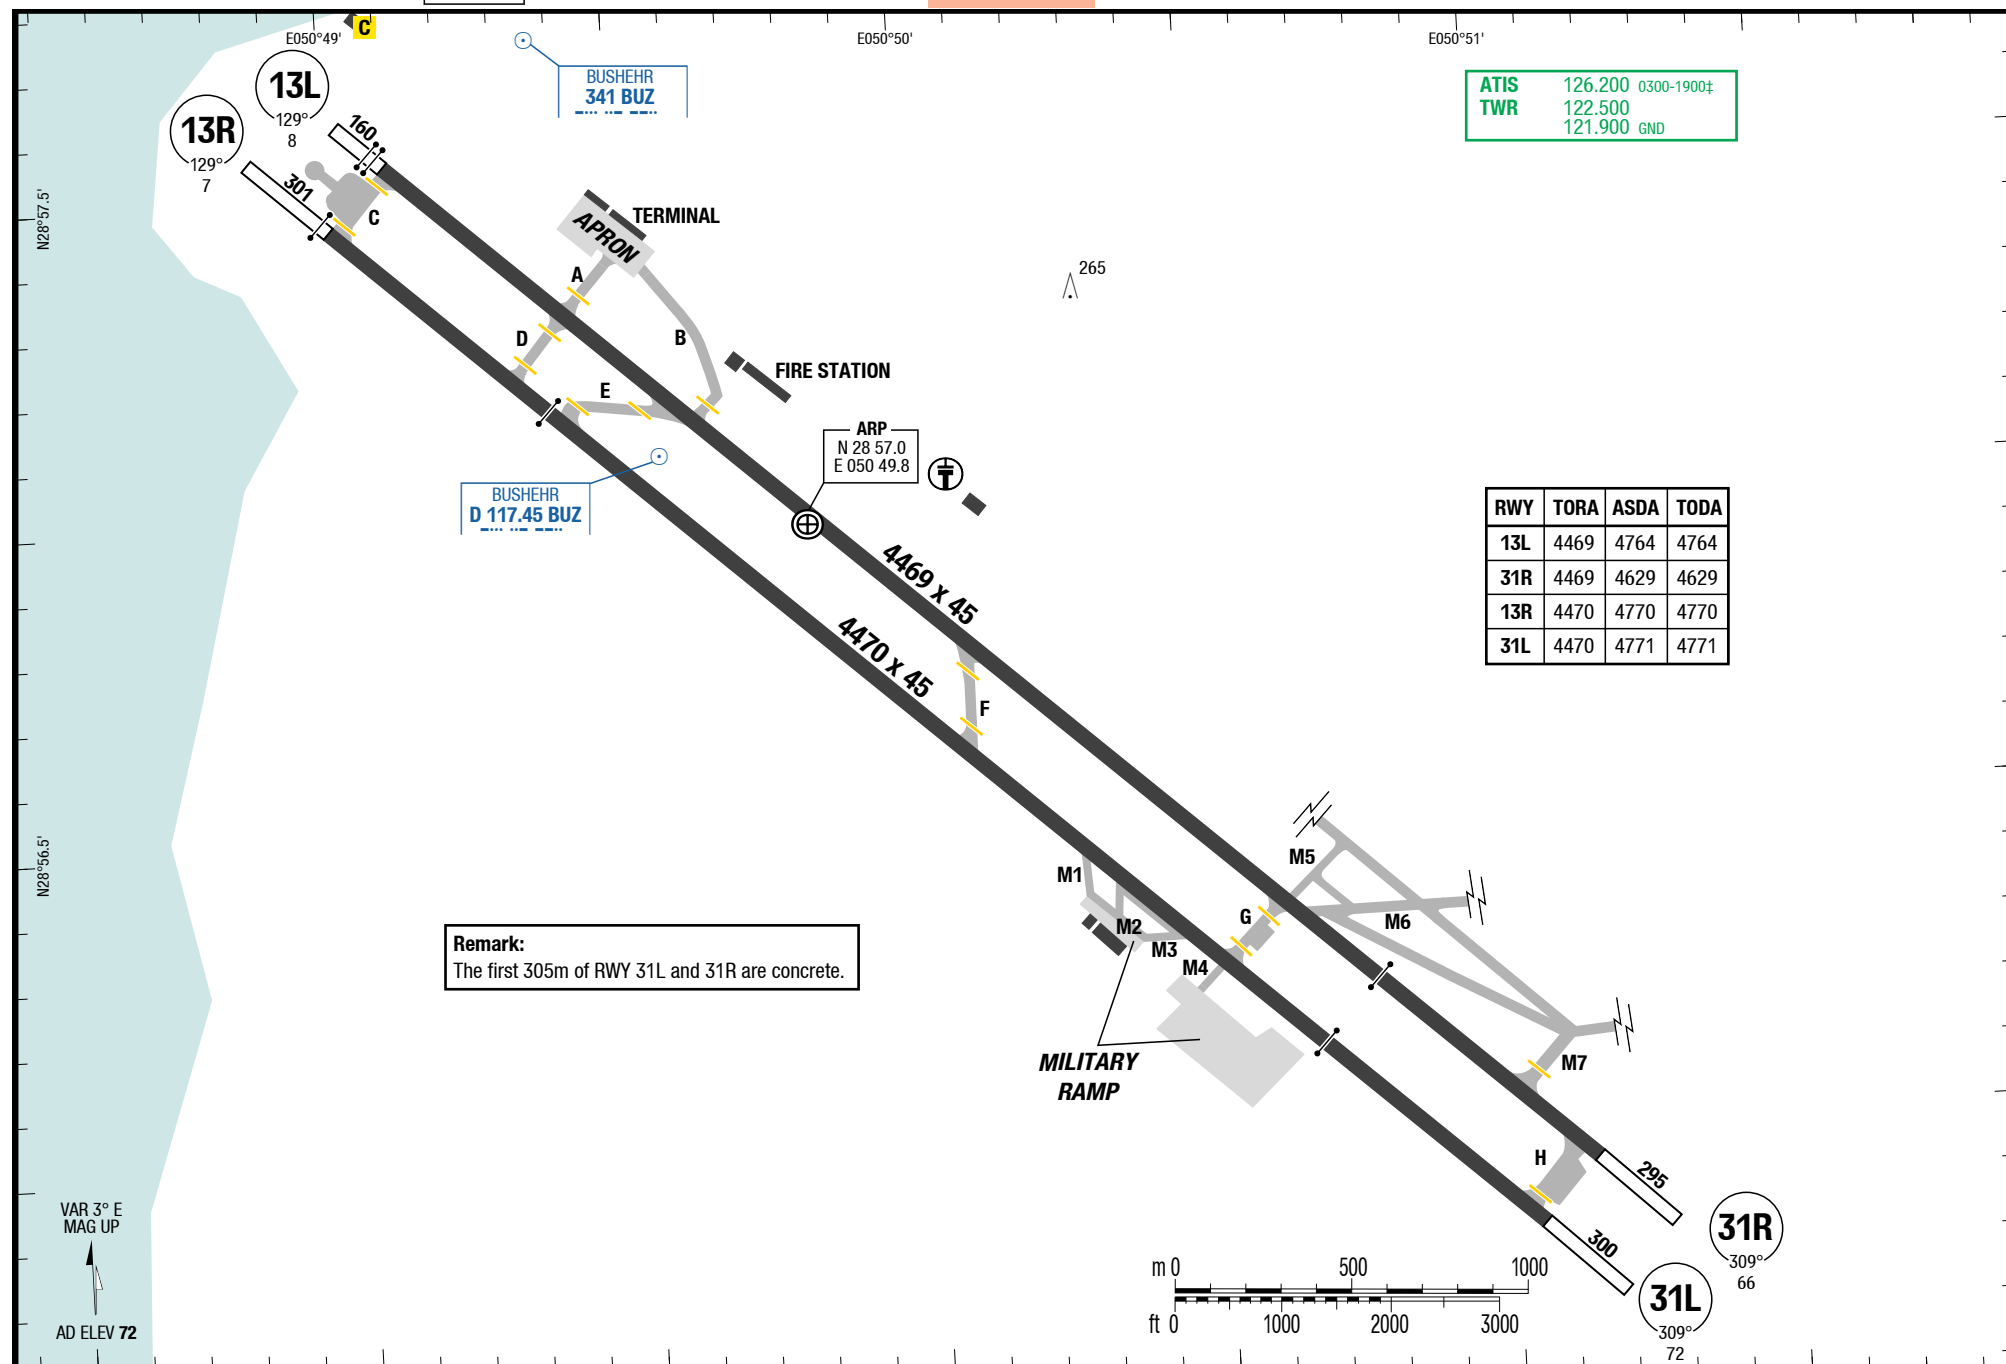 C
E050°49'
E050°50'
E050°51'
13L
129°
8
13R
129°
7
BUSHEHR
341 BUZ
ATIS 126.200 0300-1900‡
TWR 122.500
121.900 GND
160
301
C
N28°57.5'
TERMINAL
APRON
A
265
D
B
E
FIRE STATION
ARP
N 28 57.0
E 050 49.8
BUSHEHR
D 117.45 BUZ
RWY TORA ASDA TODA
13L 4469 4764 4764
31R 4469 4629 4629
13R 4470 4770 4770
31L 4470 4771 4771
4469 x 45
4470 x 45
F
N28°56.5'
M5
M1
G
M6
M2
M3
M4
Remark:
The first 305m of RWY 31L and 31R are concrete.
MILITARY
RAMP
M7
H
295
300
31R
309°
66
31L
309°
72
VAR 3° E
MAG UP
AD ELEV 72
m 0 500 1000
ft 0 1000 2000 3000